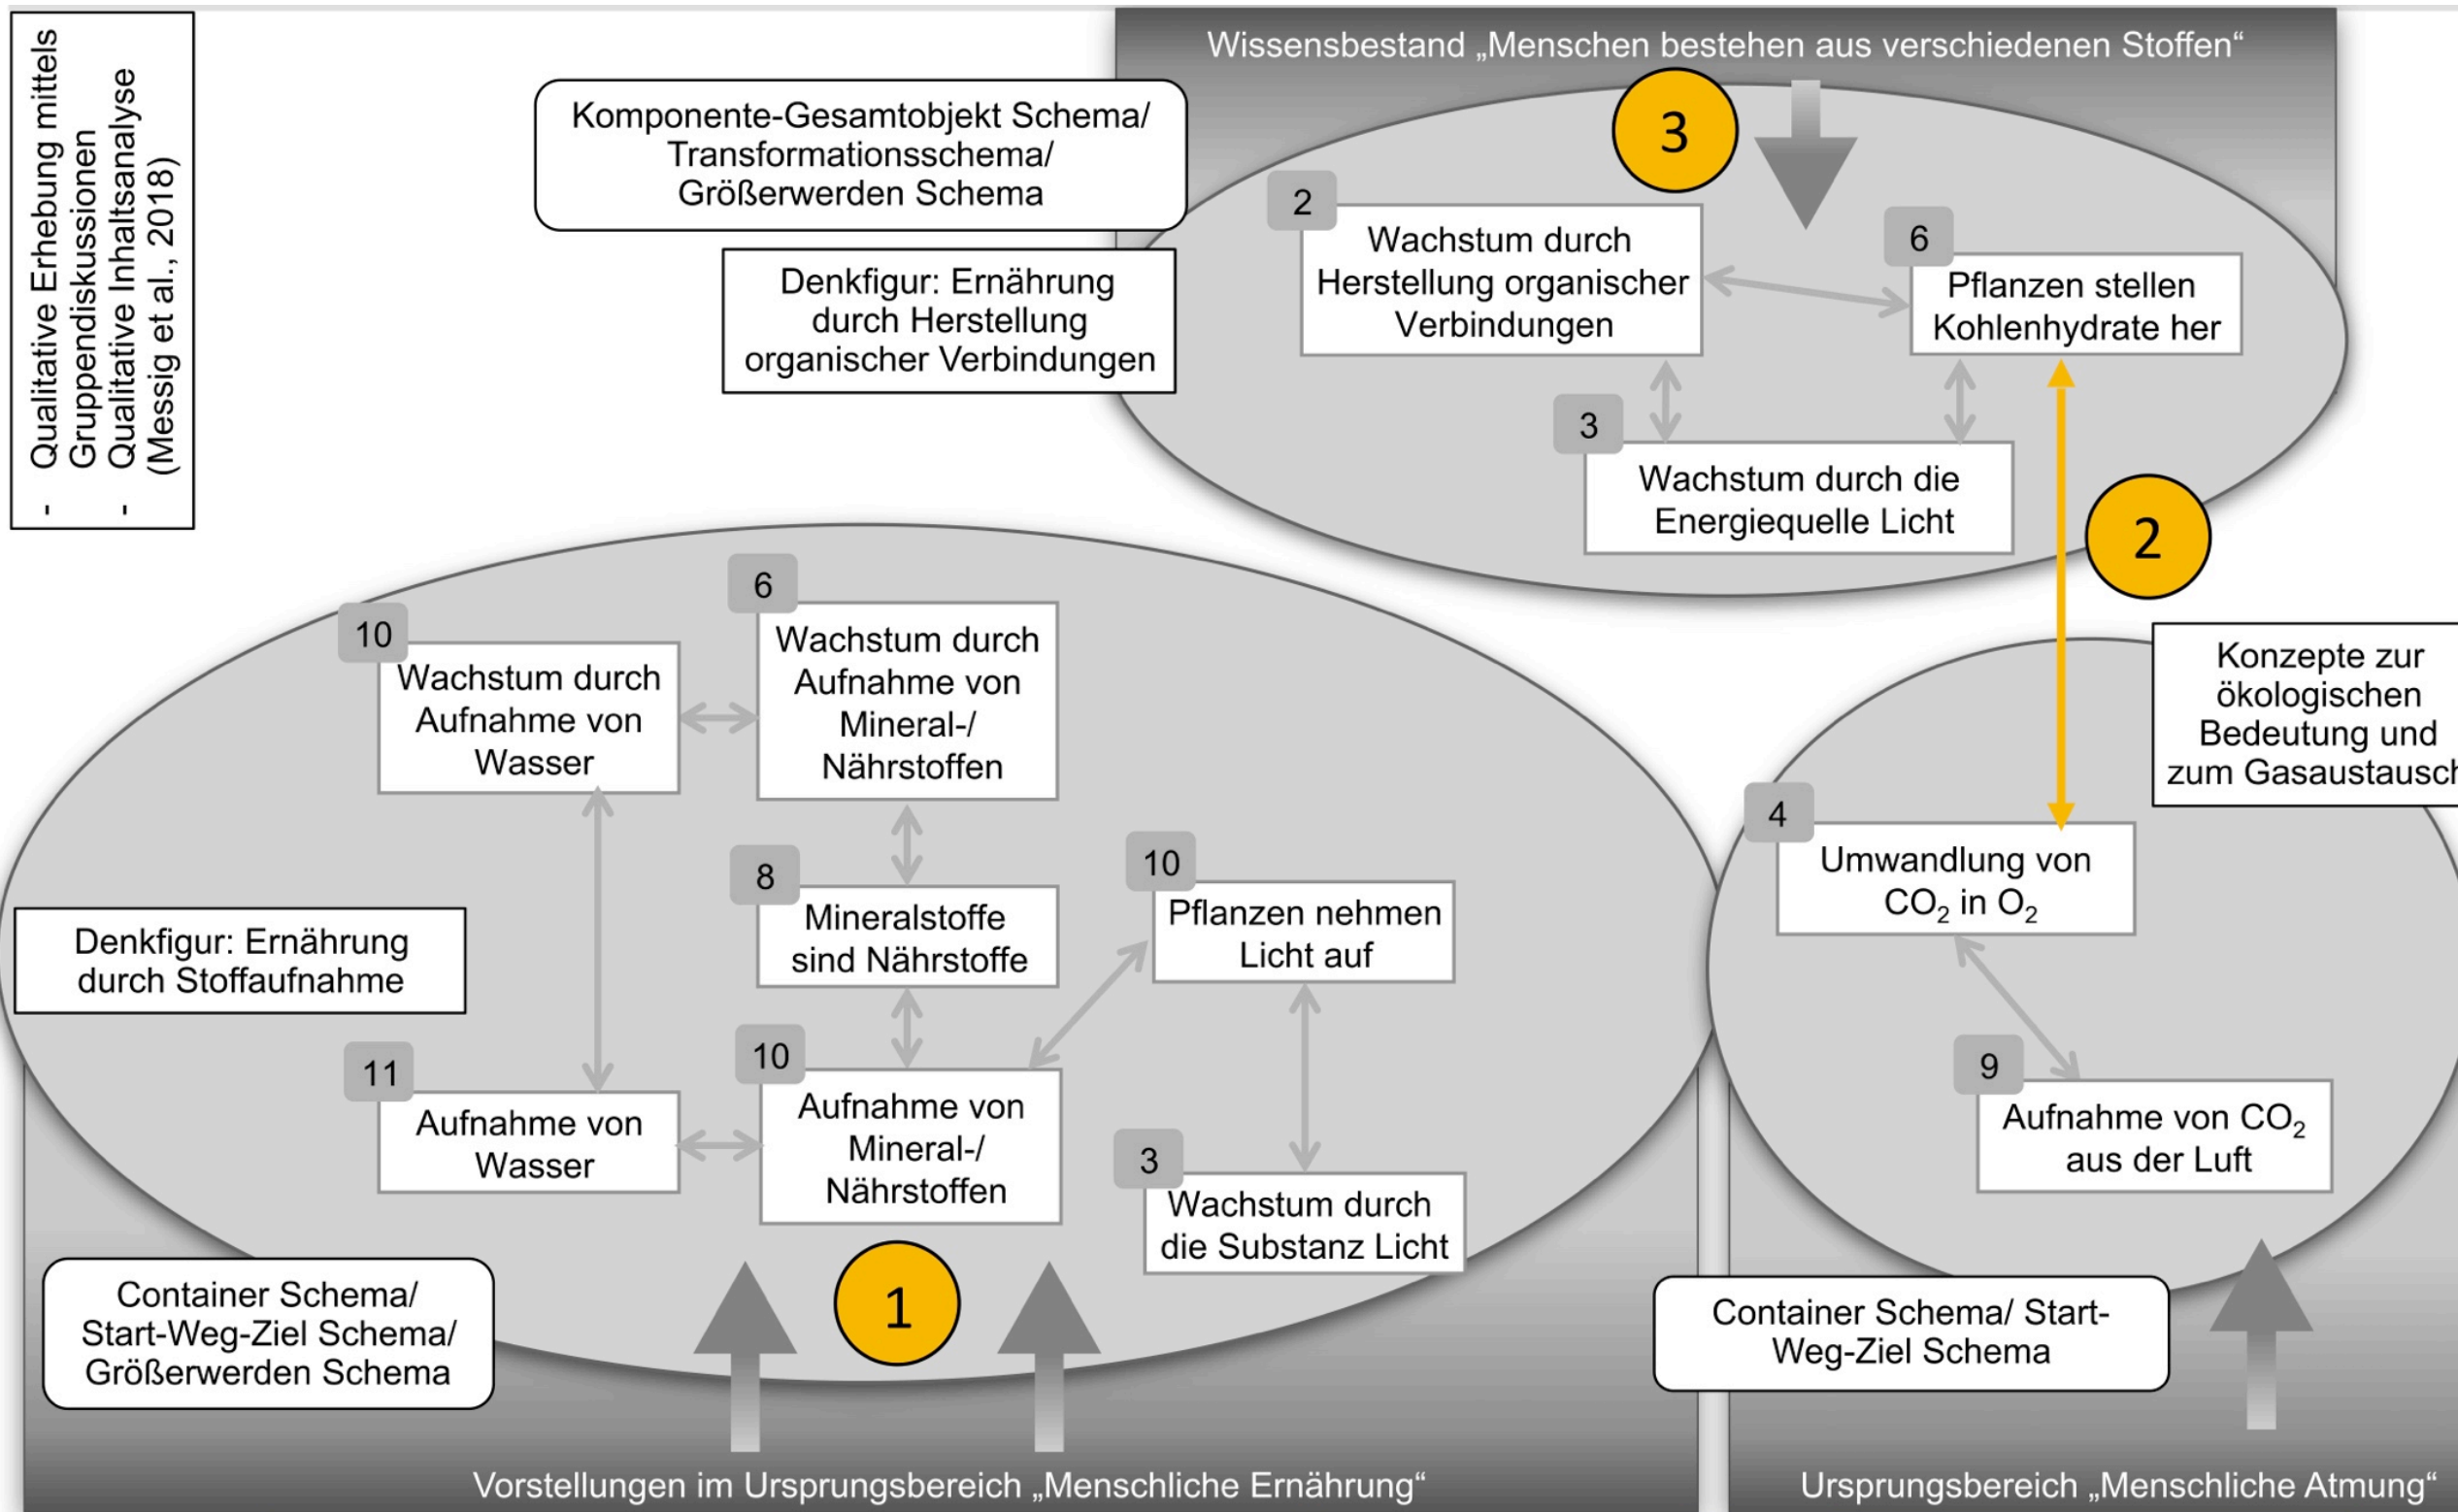 - Qualitative Erhebung mittels
Gruppendiskussionen
- Qualitative Inhaltsanalyse
(Messig et al., 2018)
Wissensbestand „Menschen bestehen aus verschiedenen Stoffen“
Komponente-Gesamtobjekt Schema/
Transformationsschema/
Größerwerden Schema
Denkfigur: Ernährung
durch Herstellung
organischer Verbindungen
3
2
Wachstum durch
Herstellung organischer
Verbindungen
6
Pflanzen stellen
Kohlenhydrate her
3
Wachstum durch die
Energiequelle Licht
2
10
Wachstum durch
Aufnahme von
Wasser
6
Wachstum durch
Aufnahme von
Mineral-/
Nährstoffen
8
Mineralstoffe
sind Nährstoffe
10
Pflanzen nehmen
Licht auf
Denkfigur: Ernährung
durch Stoffaufnahme
11
Aufnahme von
Wasser
10
Aufnahme von
Mineral-/
Nährstoffen
3
Wachstum durch
die Substanz Licht
1
Container Schema/
Start-Weg-Ziel Schema/
Größerwerden Schema
Vorstellungen im Ursprungsbereich „Menschliche Ernährung“
Konzepte zur
ökologischen
Bedeutung und
zum Gasaustausch
4
Umwandlung von
CO₂ in O₂
9
Aufnahme von CO₂
aus der Luft
Container Schema/ Start-
Weg-Ziel Schema
Ursprungsbereich „Menschliche Atmung“